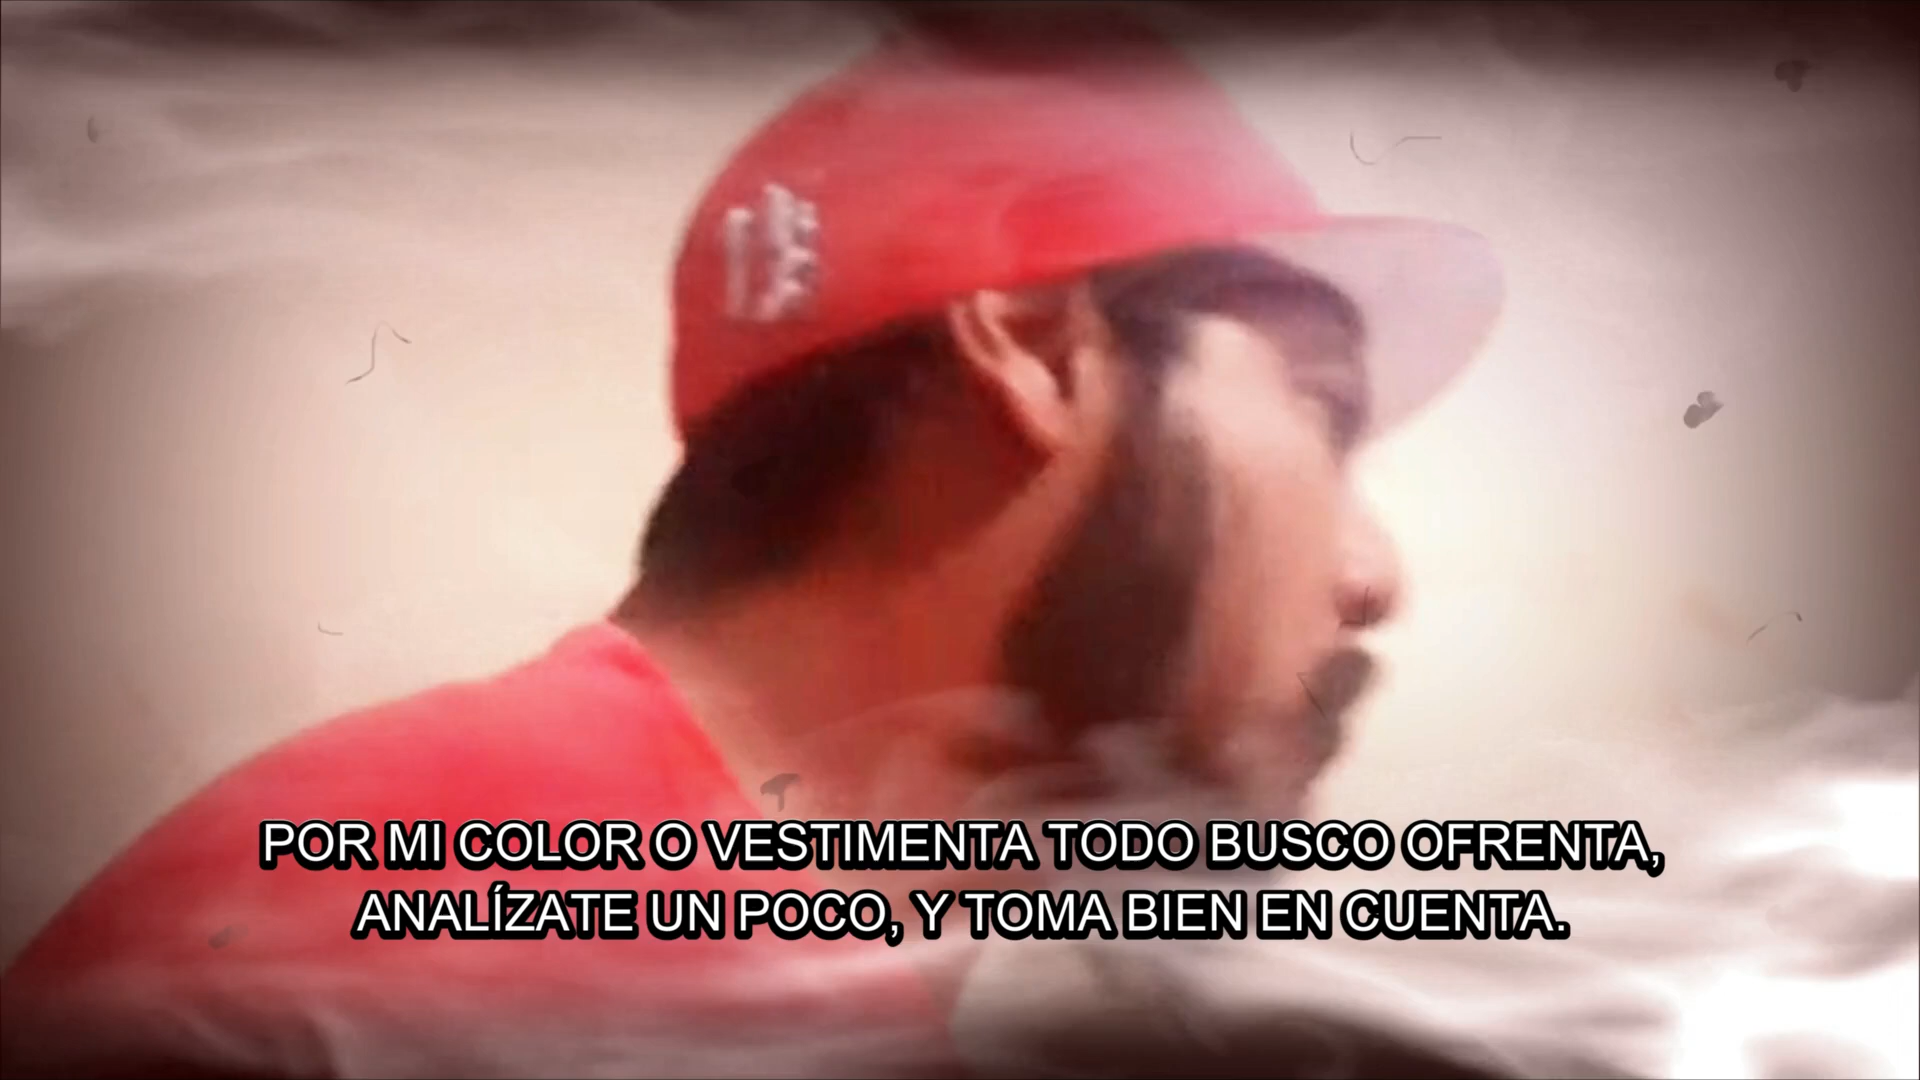 POR MI COLOR O VESTIMENTA TODO BUSCO OFRENTA,
ANALÍZATE UN POCO, Y TOMA BIEN EN CUENTA.